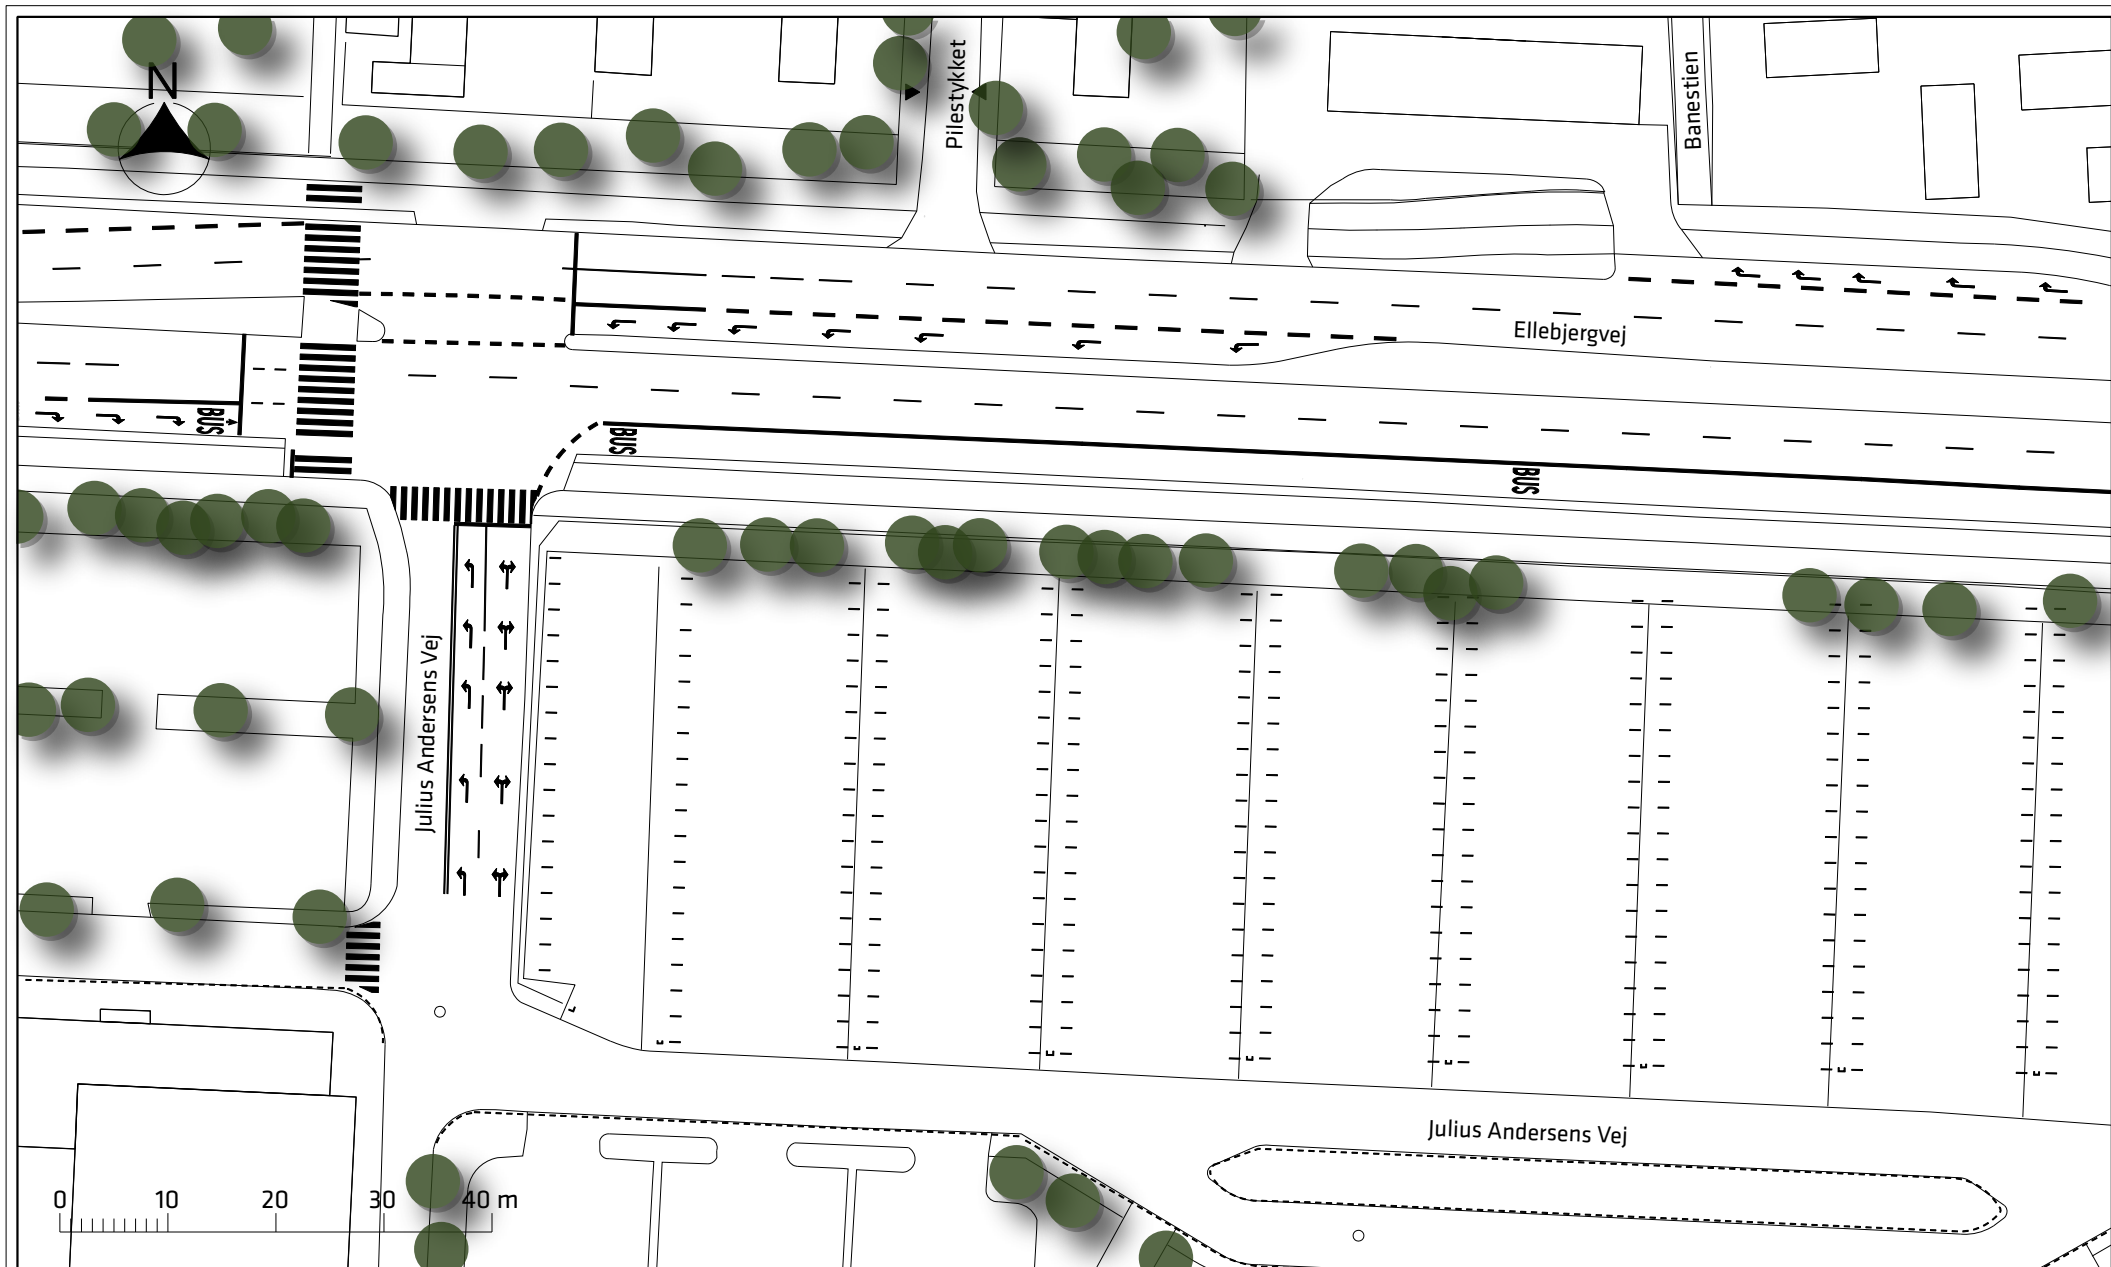 N
Pilestykket
Banestien
Ellebjergvej
BUS
BUS
BUS
Julius Andersens Vej
Julius Andersens Vej
0 10 20 30 40 m